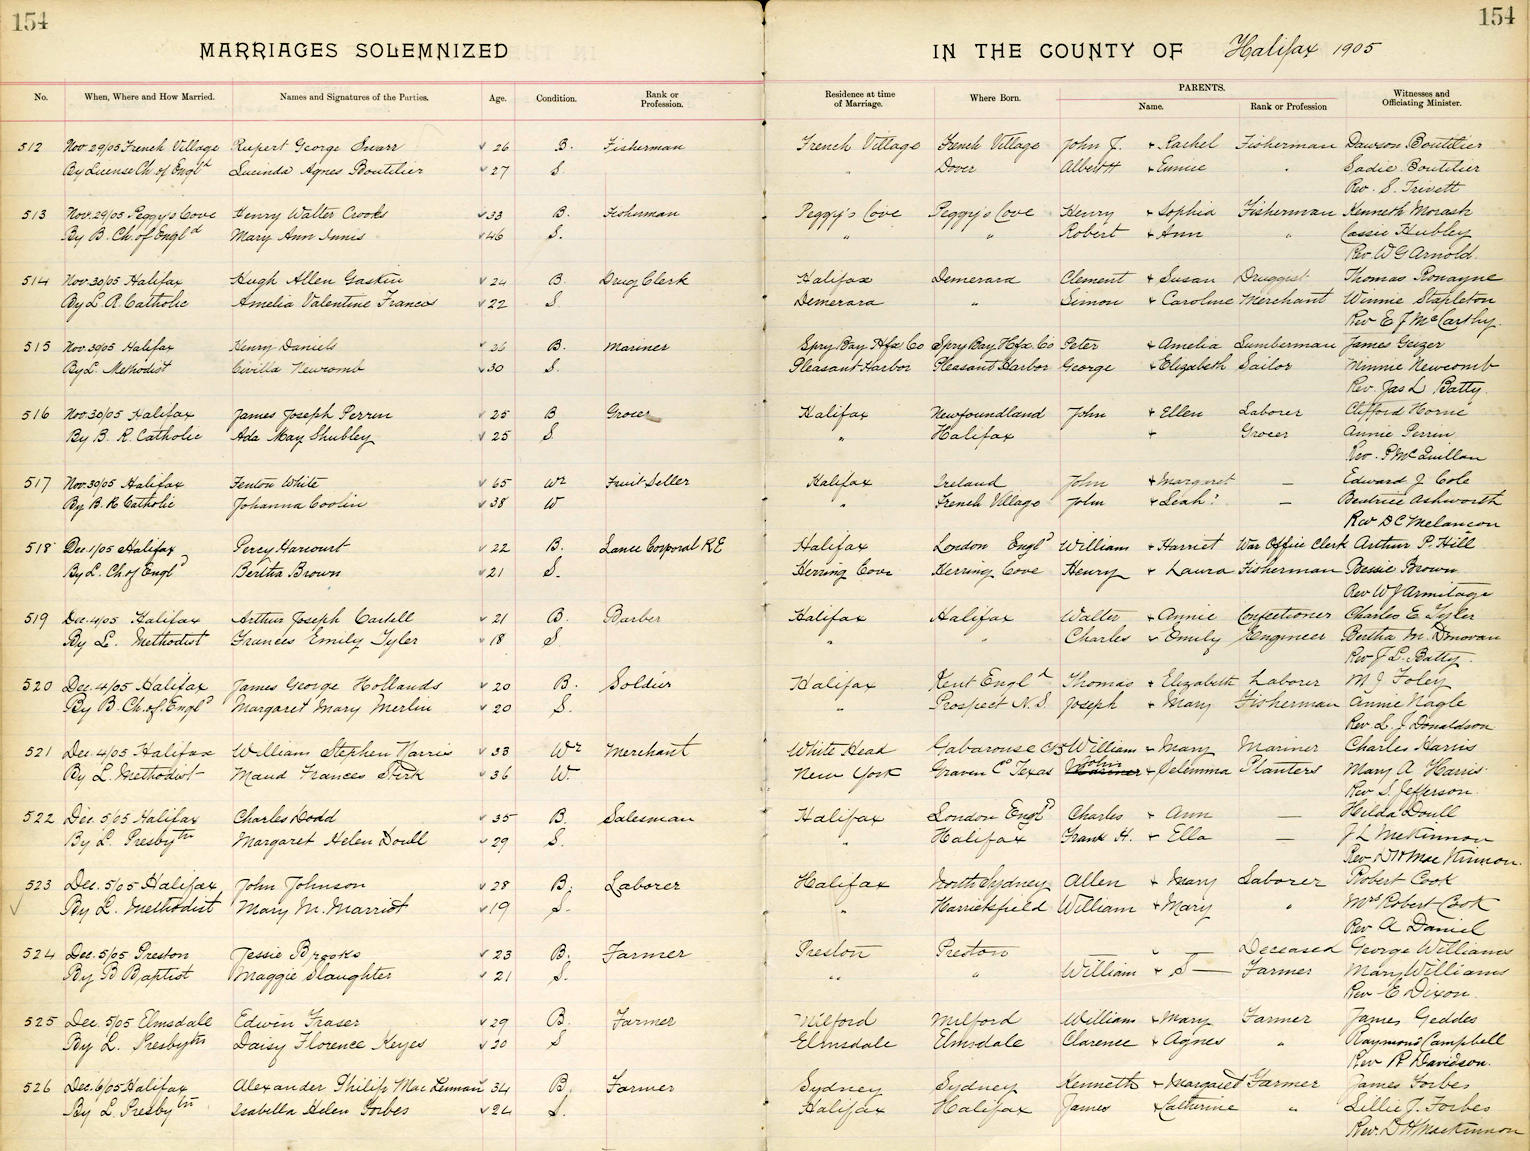 154
154
MARRIAGES SOLEMNIZED
IN THE COUNTY OF Halifax 1905
No. When, Where and How Married. Names and Signatures of the Parties. Age. Condition. Rank or Profession. Residence at time of Marriage. Where Born. PARENTS. Name. Rank or Profession Witnesses and Officiating Minister.
512 Nov. 29/05 French Village Rupert George 26 B. Fisherman French Village French Village John J. + Rachel Fisherman Dawson Boutilier
By License Ch. of Engld Lucinda Agnes Boutilier 27 S. " Dover Albert H + Eunice " Sadie Boutilier
Rev. S. Trivett
513 Nov. 29/05 Peggy's Cove Henry Walter Crooks 33 B. Fisherman Peggy's Cove Peggy's Cove Henry + Sophia Fisherman Kenneth Morash
By B. Ch. of Engld Mary Ann Innis 46 S. " " Robert + Ann " Cassie Hubley
Rev W G Arnold
514 Nov. 30/05 Halifax Hugh Allen Gaskin 24 B. Drug Clerk Halifax Demerara Clement + Susan Druggist Thomas Ronayne
By L R Catholic Amelia Valentine Francos 22 S. Demerara " Simon + Caroline Merchant Winnie Stapleton
Rev E J McCarthy.
515 Nov. 30/05 Halifax Henry Daniels 26 B. Mariner Spry Bay Hfx Co Spry Bay Hfx Co Peter + Amelia Lumberman James Geizer
By L Methodist Civilla Newcomb 30 S. Pleasant Harbor Pleasant Harbor George + Elizabeth Sailor Minnie Newcomb
Rev. Jas L Batty.
516 Nov. 30/05 Halifax James Joseph Perrin 25 B Grocer Halifax Newfoundland John + Ellen Laborer Clifford Horne
By B. R. Catholic Ada May Shubley 25 S " Halifax + Grocer Annie Perrin
Rev. P McQuillan
517 Nov. 30/05 Halifax Fenton White 65 Wr Fruit Seller Halifax Ireland John + Margaret — Edward J. Cole
By B. R Catholic Johanna Coolin 38 W " French Village John + Leah? — Beatrice Ashworth
Rev D C Melancon
518 Dec. 1/05 Halifax Percy Harcourt 22 B. Lance Corporal R E Halifax London Engld William + Harriet War Office Clerk Arthur P. Hill
By L. Ch of Engld Bertha Brown 21 S. Herring Cove Herring Cove Henry + Laura Fisherman Bessie Brown
Rev W J Armitage
519 Dec. 4/05 Halifax Arthur Joseph Castell 21 B. Barber Halifax Halifax Walter + Annie Confectioner Charles E Tyler
By L. Methodist Frances Emily Tyler 18 S " " Charles + Emily Engineer Bertha M. Donovan
Rev J L. Batty.
520 Dec. 4/05 Halifax James George Hollands 20 B. Soldier Halifax Kent Engld Thomas + Elizabeth Laborer M J Foley
By B. Ch. of. Engld Margaret Mary Merlin 20 S. " Prospect N.S. Joseph + Mary Fisherman Annie Nagle
Rev L J Donaldson
521 Dec. 4/05 Halifax William Stephen Harris 33 Wr Merchant White Head Gabarouse CB William + Mary Mariner Charles Harris
By L. Methodist Maud Frances Sterk 36 W. New York Graven Co Texas John + Selemma Planters Mary A Harris
Rev S. Jefferson.
522 Dec. 5/05 Halifax Charles Dodd 35 B. Salesman Halifax London Engld Charles + Ann — Hilda Doull
By L. Presbytn Margaret Helen Doull 29 S. " Halifax Frank H. + Ella — J L McKinnon
Rev D H MacKinnon.
523 Dec. 5/05 Halifax John Johnson 28 B. Laborer Halifax North Sydney Allen + Mary Laborer Robert Cook
By L. Methodist Mary M. Marriot 19 S. " Harrietsfield William + Mary " Mrs Robert Cook
Rev A Daniel
524 Dec. 5/05 Preston Jessie Brooks 23 B. Farmer Preston Preston " — Deceased George Williams
By B Baptist Maggie Slaughter 21 S. " " William + S— Farmer Mary Williams
Rev E Dixon.
525 Dec. 5/05 Elmsdale Edwin Fraser 29 B. Farmer Milford Milford William + Mary Farmer James Geddes
By L. Presbytn Daisy Florence Keyes 20 S Elmsdale Elmsdale Clarence + Agnes " Raymond Campbell
Rev R Davidson.
526 Dec. 6/05 Halifax Alexander Philip MacLennan 34 B. Farmer Sydney Sydney Kenneth + Margaret Farmer James Forbes
By L. Presbytn Isabella Helen Forbes 24 S. Halifax Halifax James + Catherine " Lillie J. Forbes
Rev. D H MacKinnon